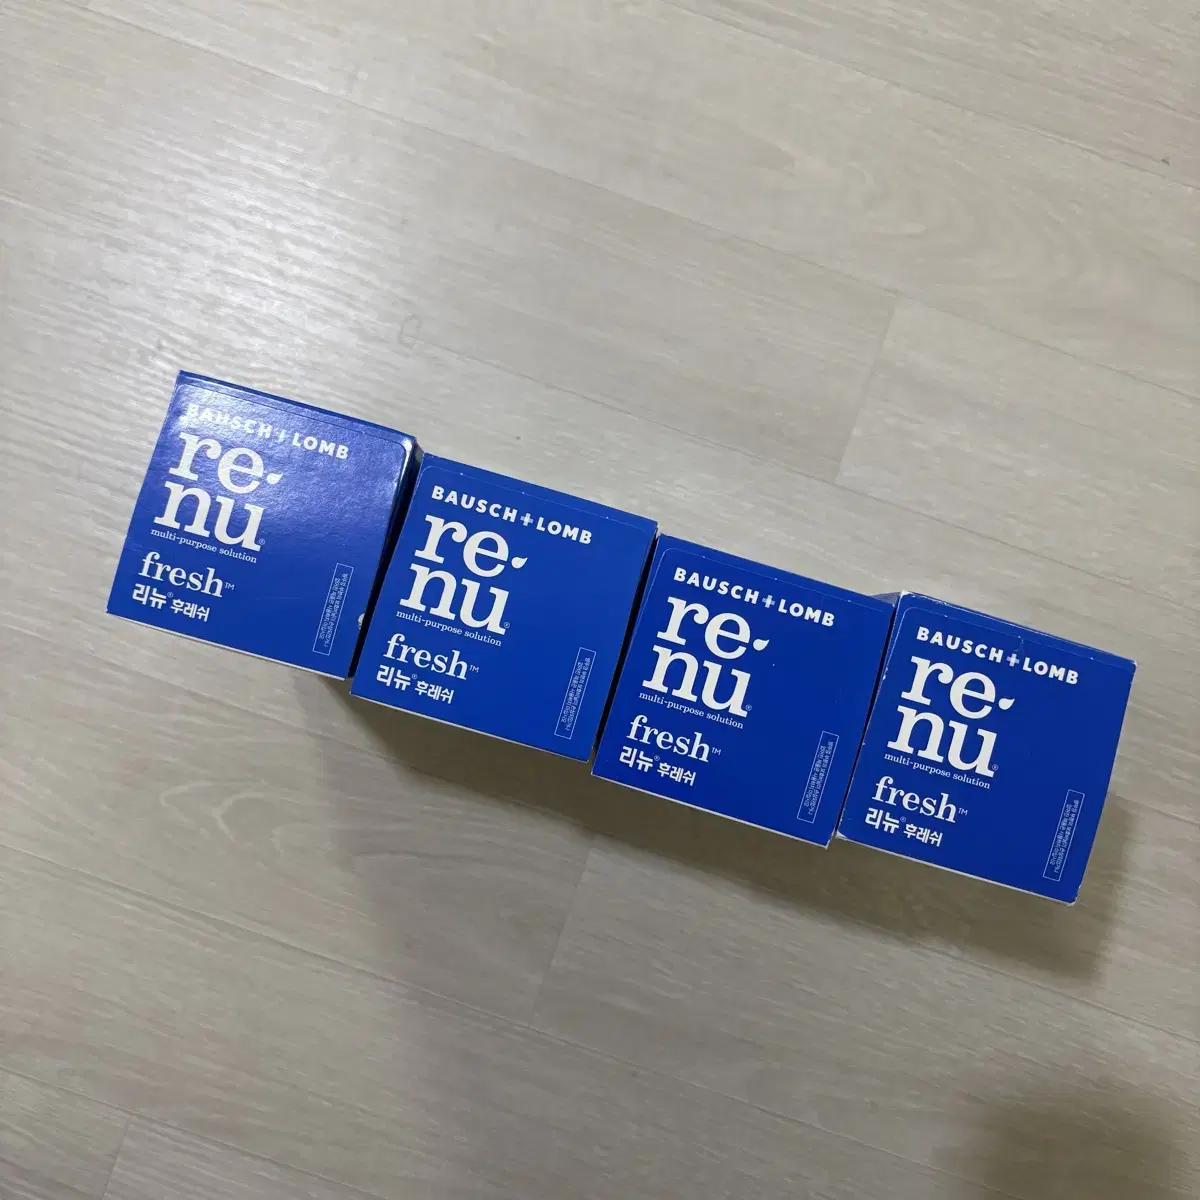 BAUSCH + LOMB
re
nu®
multi-purpose solution
fresh™
리뉴® 후레쉬
BAUSCH + LOMB
re
nu®
multi-purpose solution
fresh™
리뉴® 후레쉬
BAUSCH + LOMB
re
nu®
multi-purpose solution
fresh™
리뉴® 후레쉬
BAUSCH + LOMB
re
nu®
multi-purpose solution
fresh™
리뉴® 후레쉬